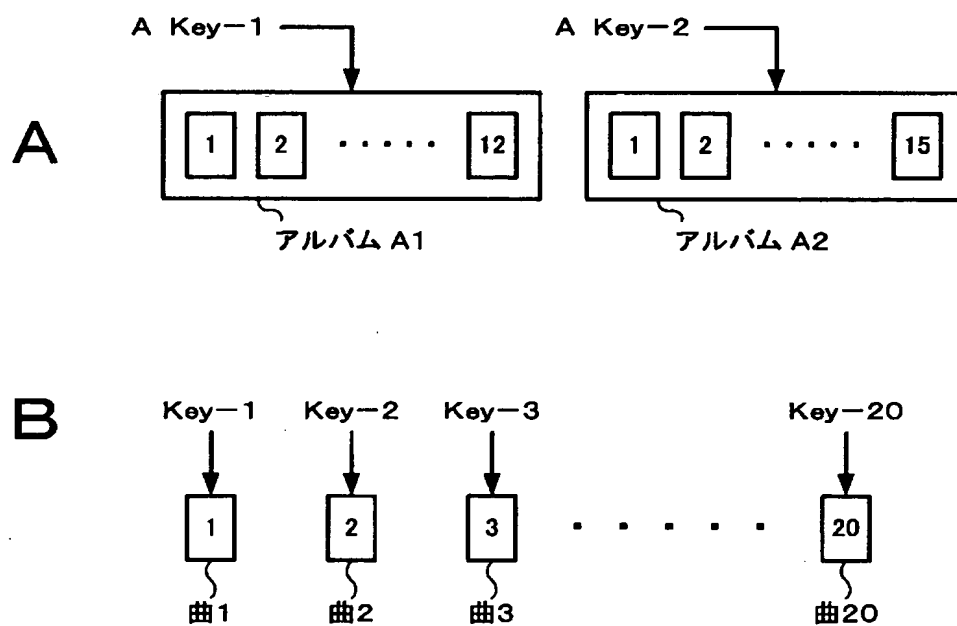 A Key-1 A Key-2
A
1 2 ・・・・・ 12 1 2 ・・・・・ 15
アルバム A1 アルバム A2
B
Key-1 Key-2 Key-3 Key-20
1 2 3 ・・・・・ 20
曲1 曲2 曲3 曲20